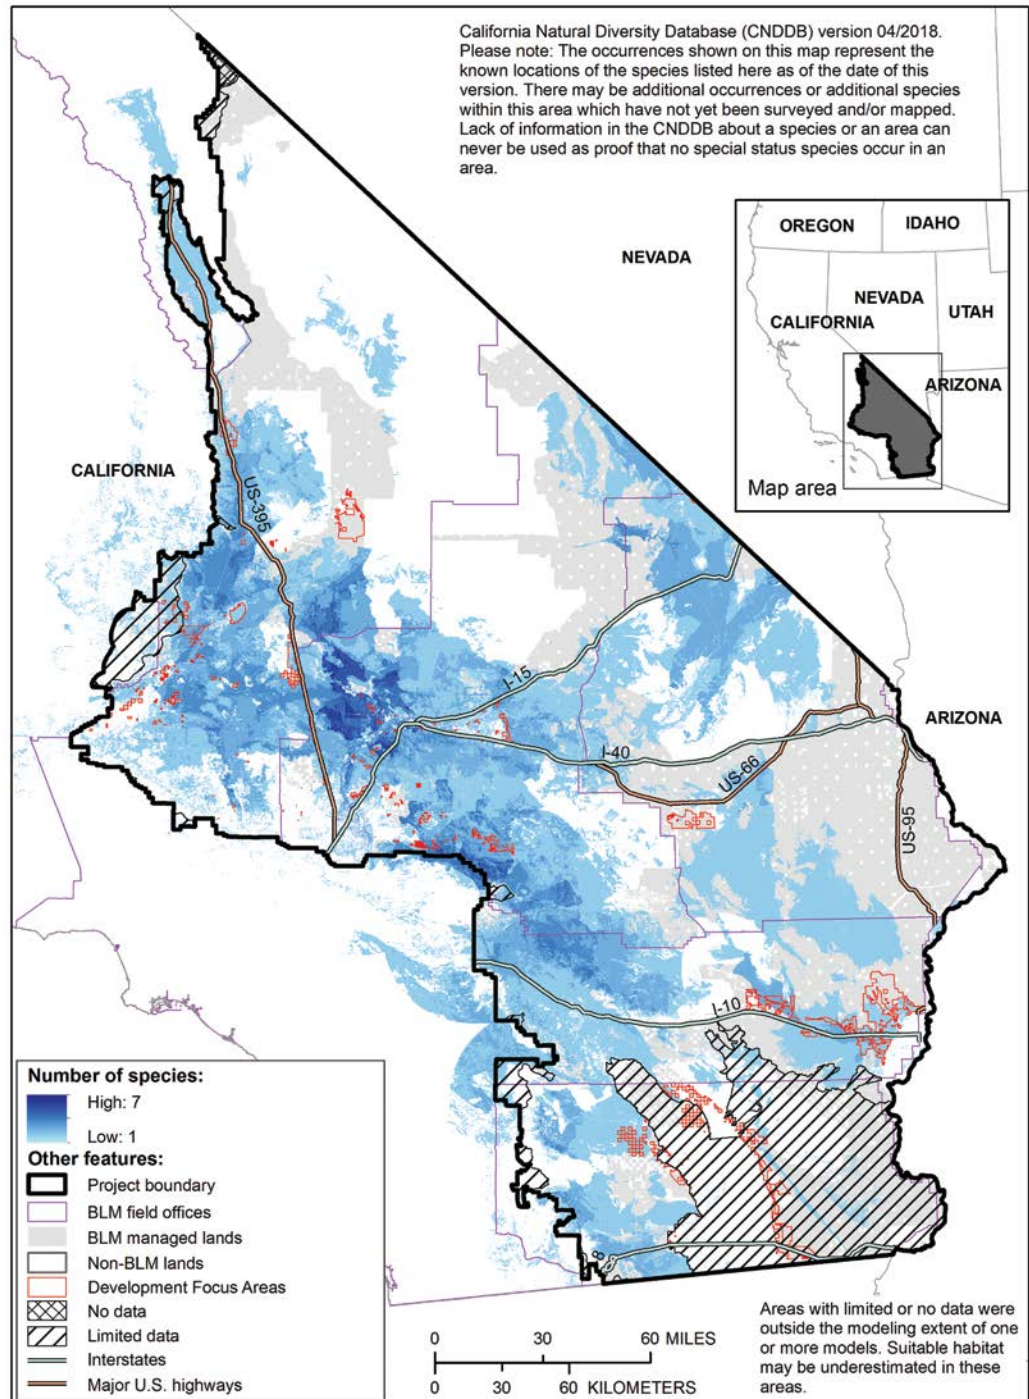 California Natural Diversity Database (CNDDB) version 04/2018.
Please note: The occurrences shown on this map represent the
known locations of the species listed here as of the date of this
version. There may be additional occurrences or additional species
within this area which have not yet been surveyed and/or mapped.
Lack of information in the CNDDB about a species or an area can
never be used as proof that no special status species occur in an
area.
OREGON
IDAHO
NEVADA
NEVADA
UTAH
CALIFORNIA
ARIZONA
Map area
CALIFORNIA
US-395
I-15
ARIZONA
I-40
US-66
US-95
I-10
8
Number of species:
High: 7
Low: 1
Other features:
Project boundary
BLM field offices
BLM managed lands
Non-BLM lands
Development Focus Areas
No data
Limited data
Interstates
Major U.S. highways
0 30 60 MILES
0 30 60 KILOMETERS
Areas with limited or no data were
outside the modeling extent of one
or more models. Suitable habitat
may be underestimated in these
areas.